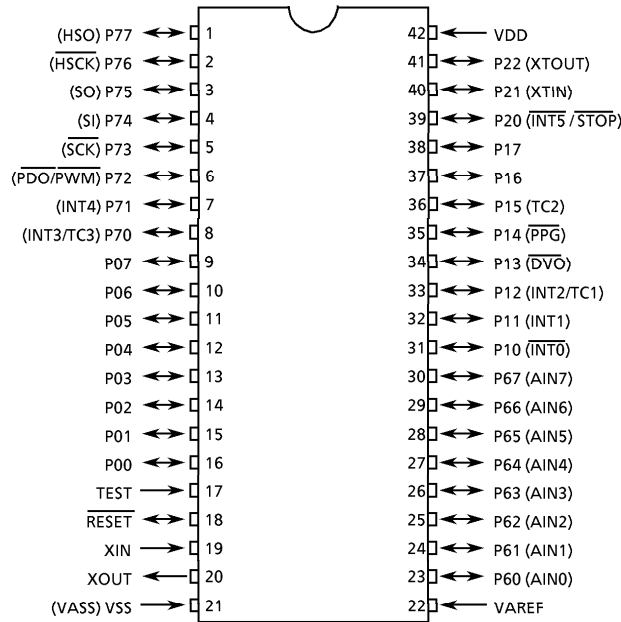 (HSO) P77 1 42 VDD
(HSCK) P76 2 41 P22 (XTOUT)
(SO) P75 3 40 P21 (XTIN)
(SI) P74 4 39 P20 (INT5 / STOP)
(SCK) P73 5 38 P17
(PDO/PWM) P72 6 37 P16
(INT4) P71 7 36 P15 (TC2)
(INT3/TC3) P70 8 35 P14 (PPG)
P07 9 34 P13 (DVO)
P06 10 33 P12 (INT2/TC1)
P05 11 32 P11 (INT1)
P04 12 31 P10 (INT0)
P03 13 30 P67 (AIN7)
P02 14 29 P66 (AIN6)
P01 15 28 P65 (AIN5)
P00 16 27 P64 (AIN4)
TEST 17 26 P63 (AIN3)
RESET 18 25 P62 (AIN2)
XIN 19 24 P61 (AIN1)
XOUT 20 23 P60 (AIN0)
(VASS) VSS 21 22 VAREF